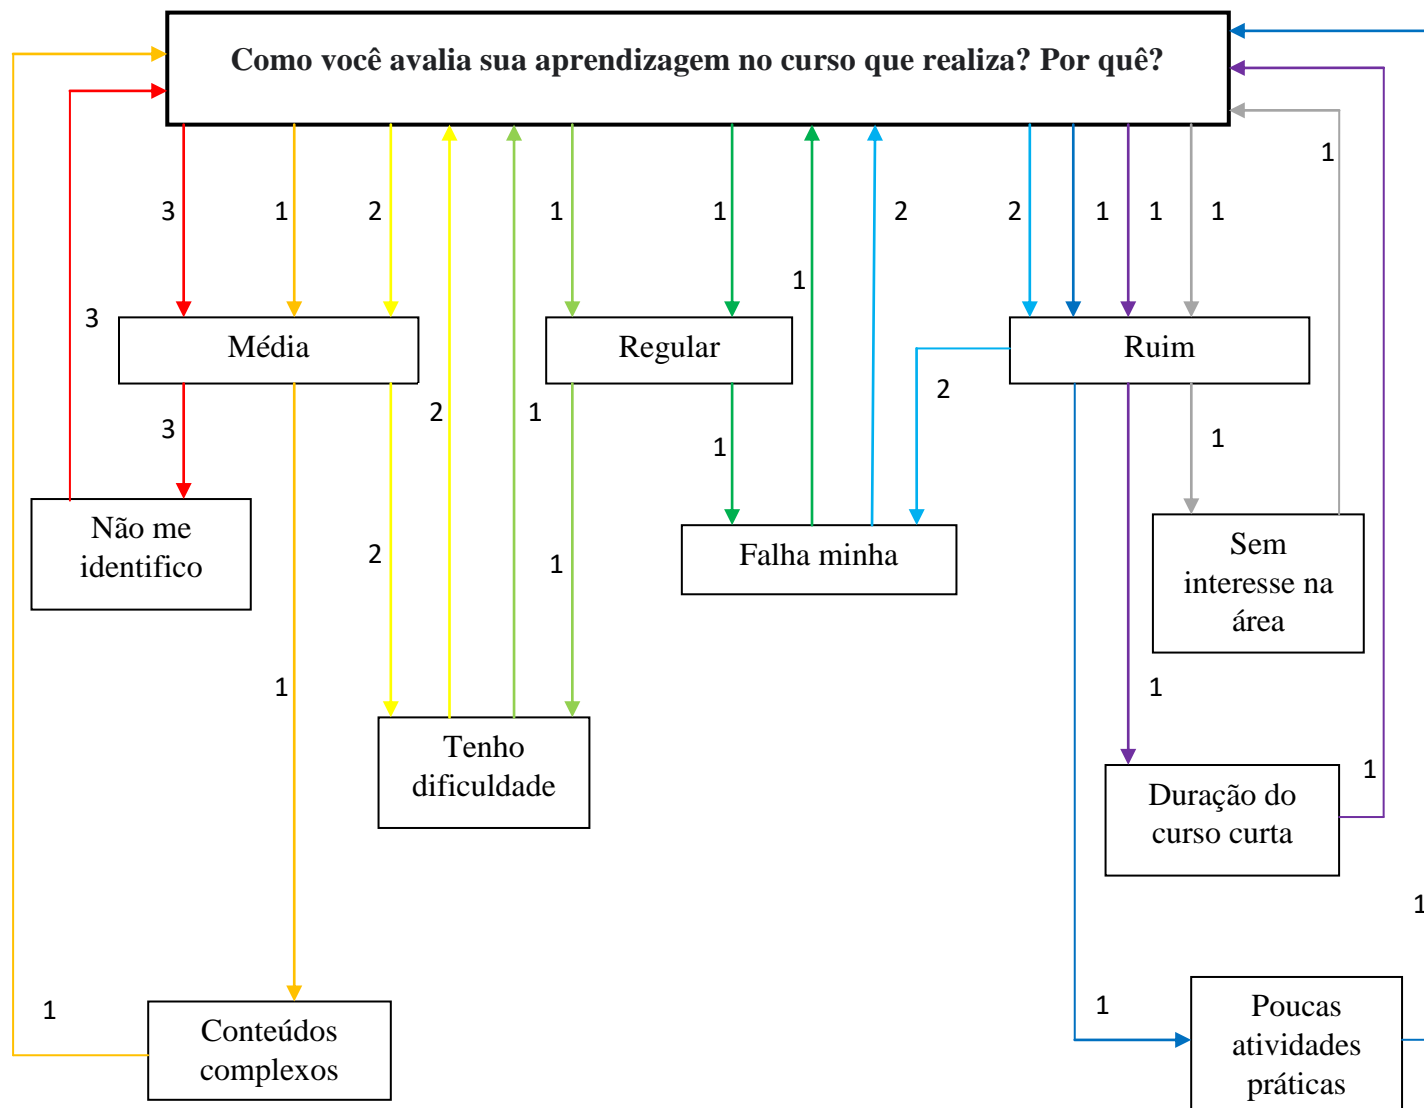 Como você avalia sua aprendizagem no curso que realiza? Por quê?
1
3
1
2
1
1
2
2
1
1
1
1
3
Média
Regular
Ruim
2
1
2
3
1
1
Não me
identifico
Falha minha
Sem
interesse na
área
2
1
1
1
Tenho
dificuldade
Duração do
curso curta
1
1
1
1
Conteúdos
complexos
Poucas
atividades
práticas